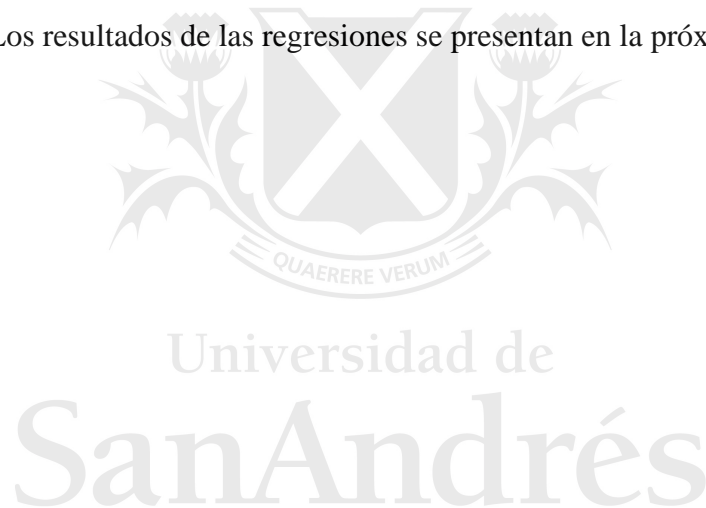 Los resultados de las regresiones se presentan en la próx
QUAERERE VERUM
Universidad de
SanAndrés